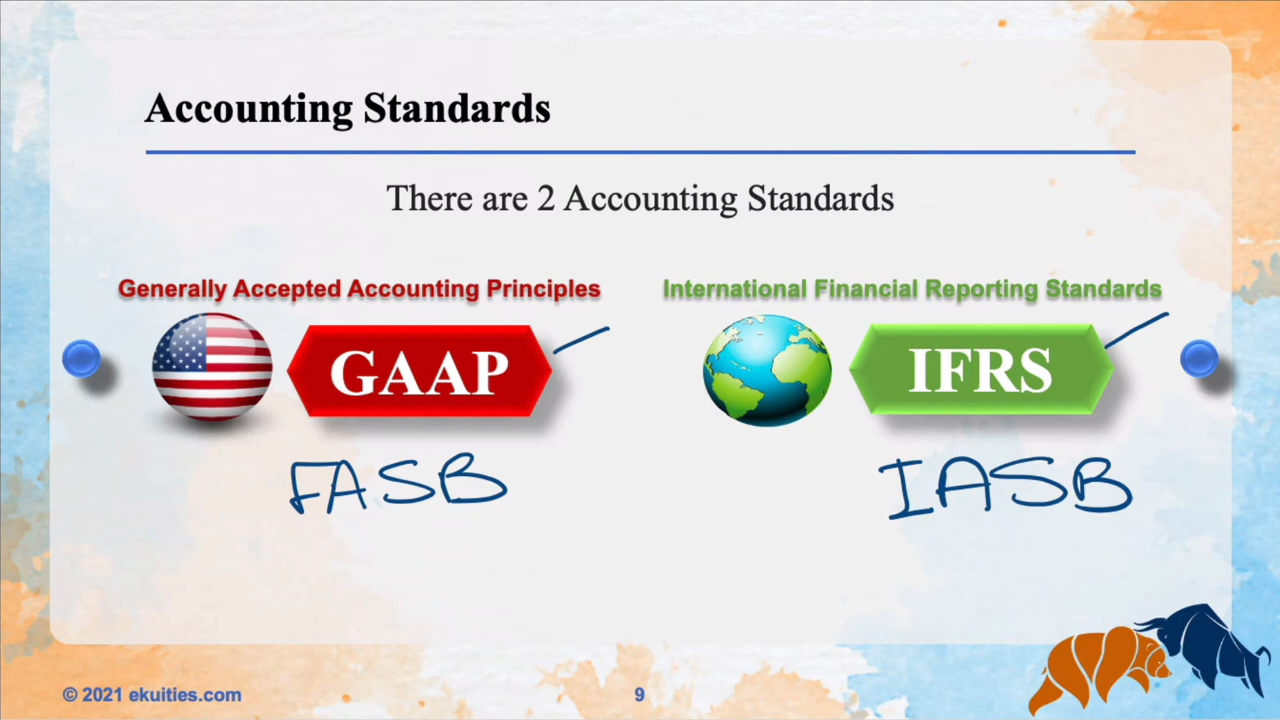 Accounting Standards
There are 2 Accounting Standards
Generally Accepted Accounting Principles
GAAP
FASB
International Financial Reporting Standards
IFRS
IASB
© 2021 ekuities.com
9